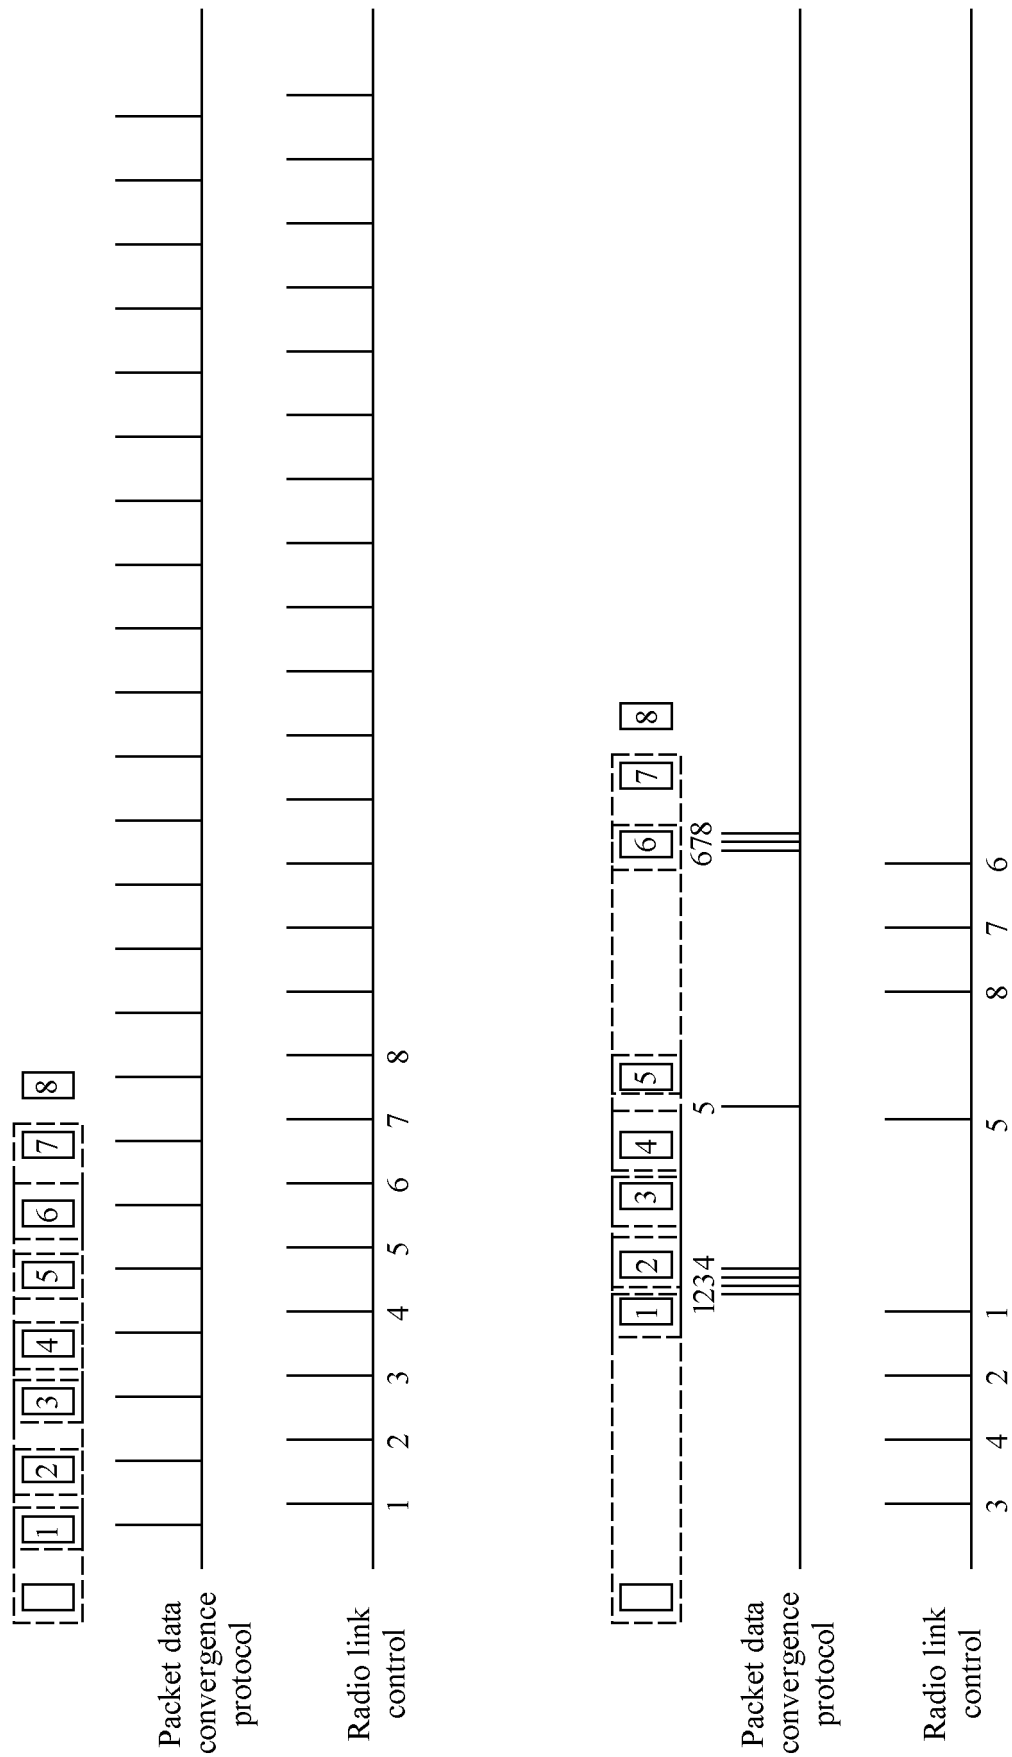 1 2 3 4 5 6 7 8
Packet data
convergence
protocol
Radio link
control
1 2 3 4 5 6 7 8
1 2 3 4 5 6 7 8
1234 5 678
Packet data
convergence
protocol
Radio link
control
3 4 2 1 5 8 7 6